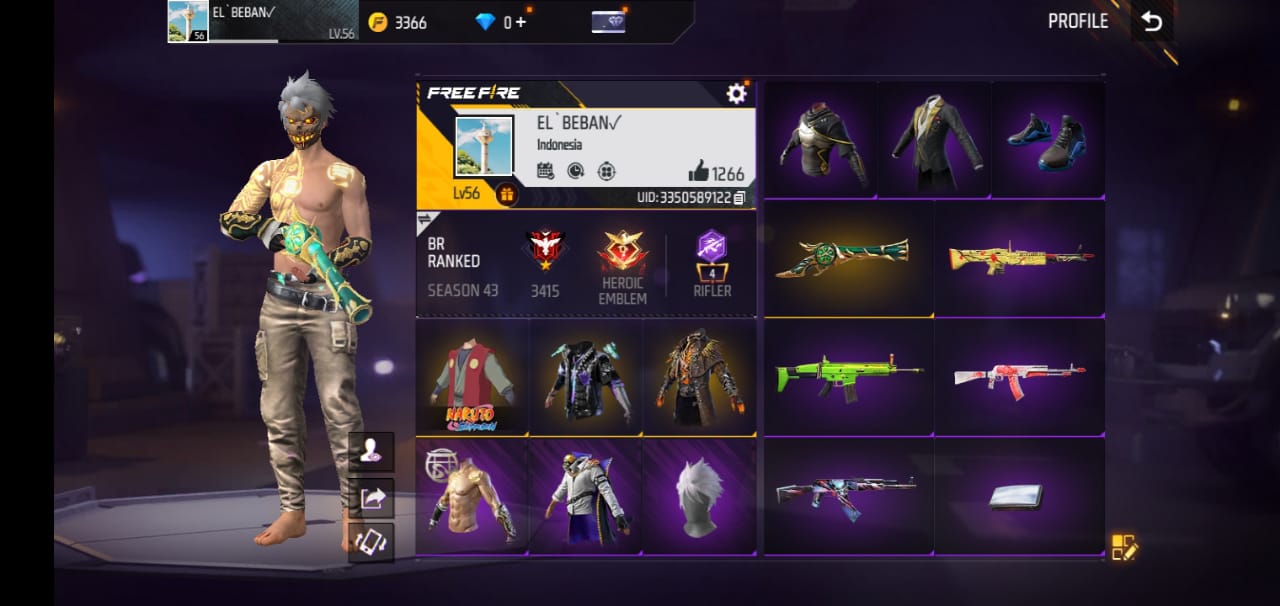 EL`BEBAN✓
56
LV.56
3366
0 +
PROFILE
FREE FIRE
EL`BEBAN✓
Indonesia
1266
Lv56
UID:3350589122
BR
RANKED
SEASON 43
3415
HEROIC
EMBLEM
4
RIFLER
NARUTO
SHIPPUDEN